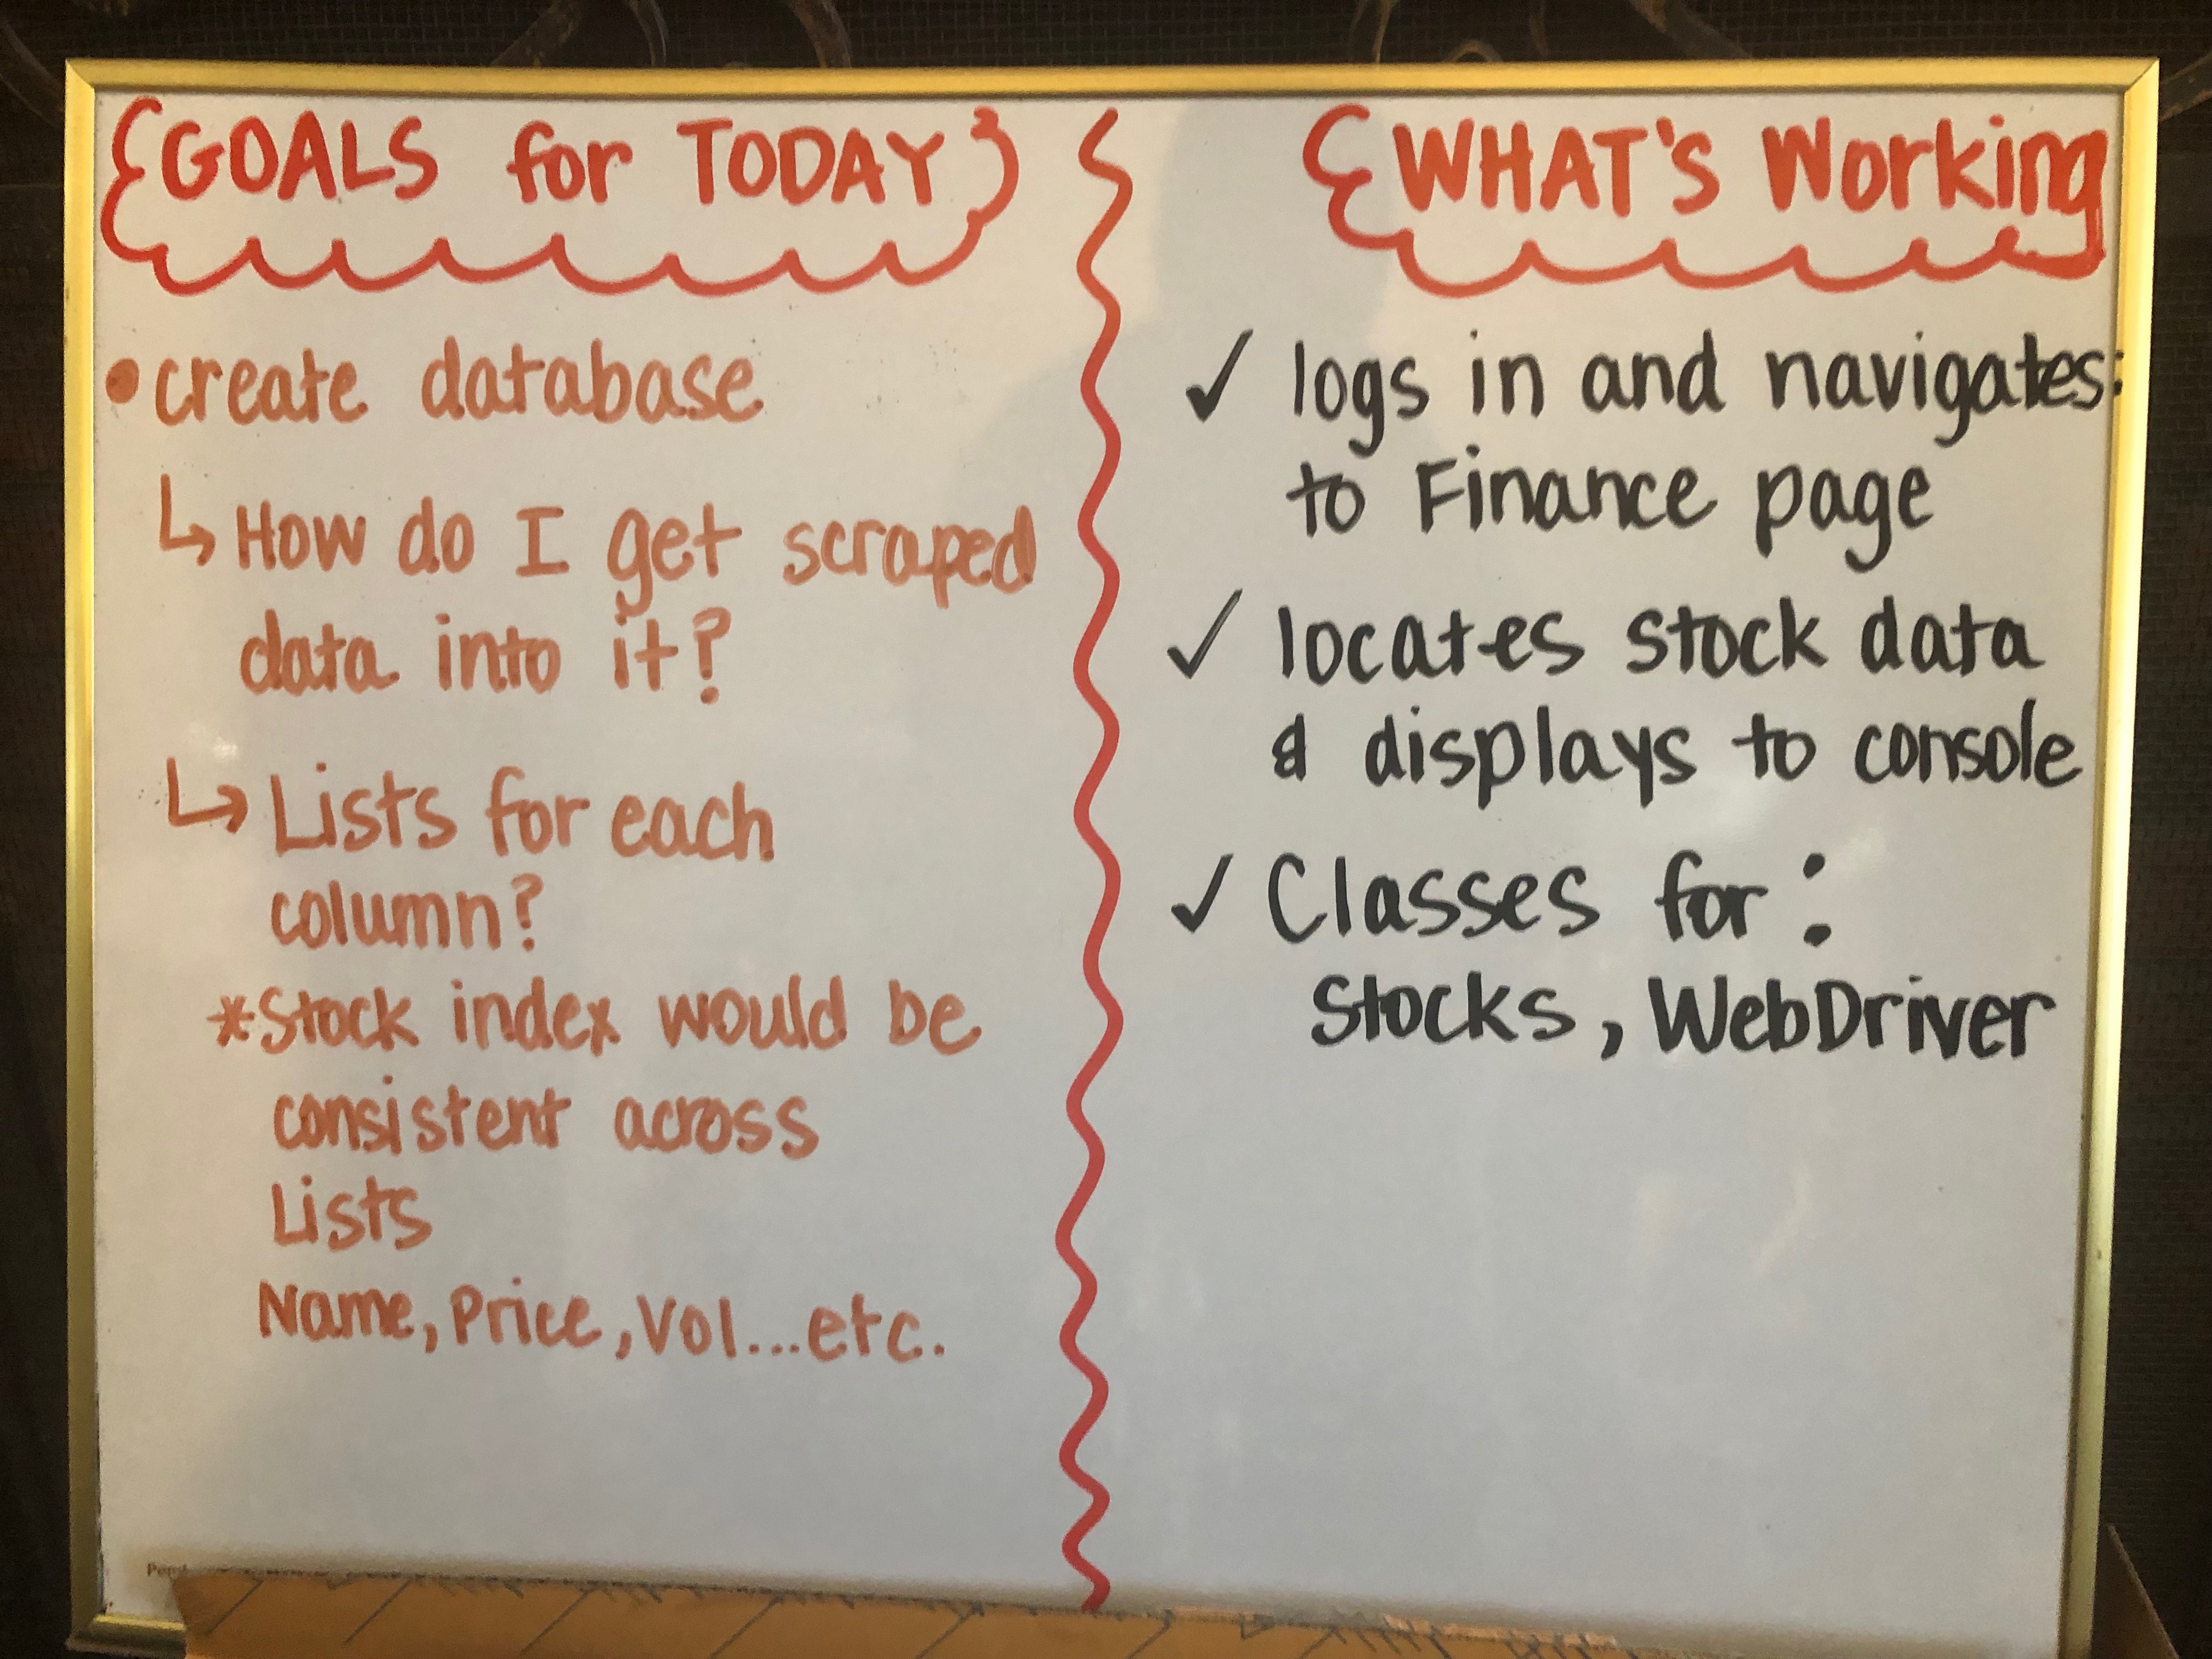 GOALS for TODAY
• create database
↳ How do I get scraped
data into it?
↳ Lists for each
column?
*Stock index would be
consistent across
Lists
Name, Price, Vol...etc.
WHAT's Working
✓ logs in and navigates:
to Finance page
✓ locates stock data
& displays to console
✓ Classes for:
Stocks, WebDriver